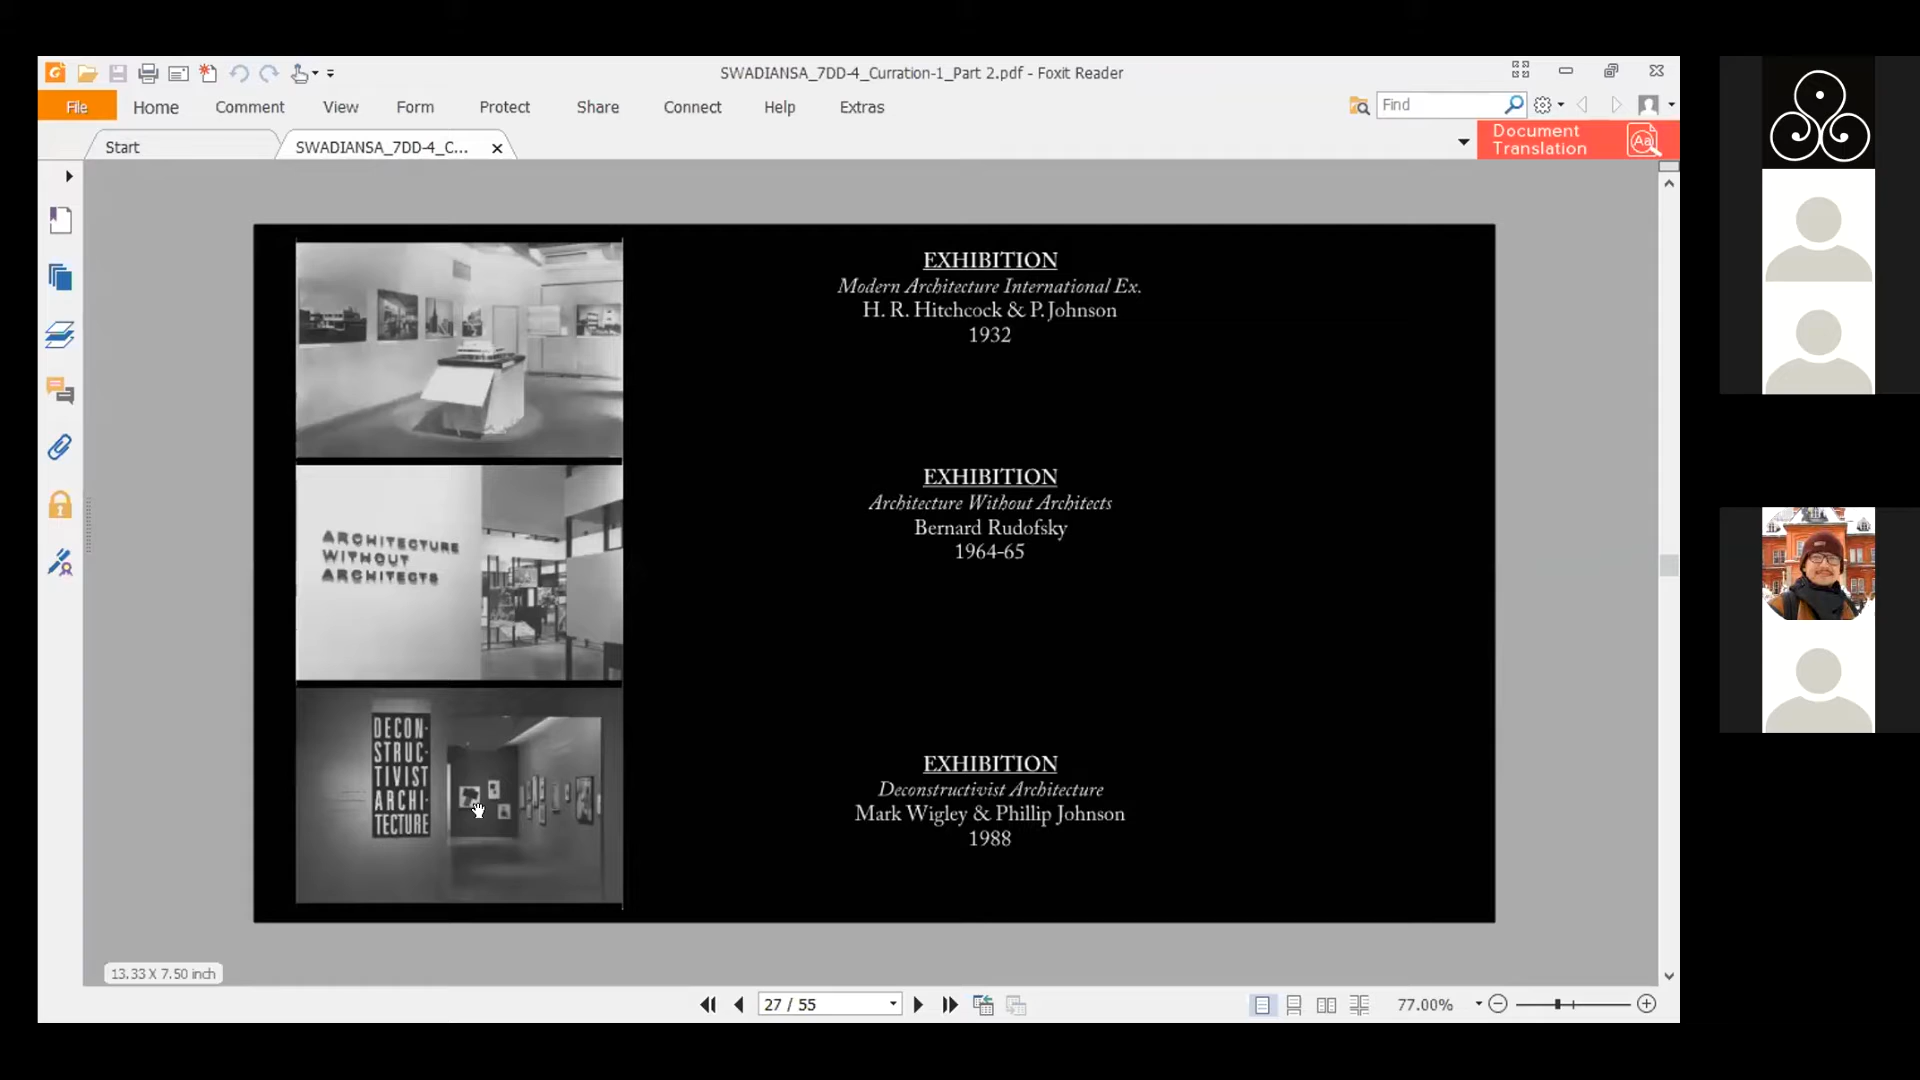 SWADIANSA_7DD-4_Curration-1_Part 2.pdf - Foxit Reader
File Home Comment View Form Protect Share Connect Help Extras
Find
Start
SWADIANSA_7DD-4_C...
Document
Translation
EXHIBITION
Modern Architecture International Ex.
H. R. Hitchcock & P. Johnson
1932
ARCHITECTURE
WITHOUT
ARCHITECTS
EXHIBITION
Architecture Without Architects
Bernard Rudofsky
1964-65
DECON-
STRUC-
TIVIST
ARCHI-
TECTURE
EXHIBITION
Deconstructivist Architecture
Mark Wigley & Phillip Johnson
1988
13.33 X 7.50 inch
27 / 55
77.00%